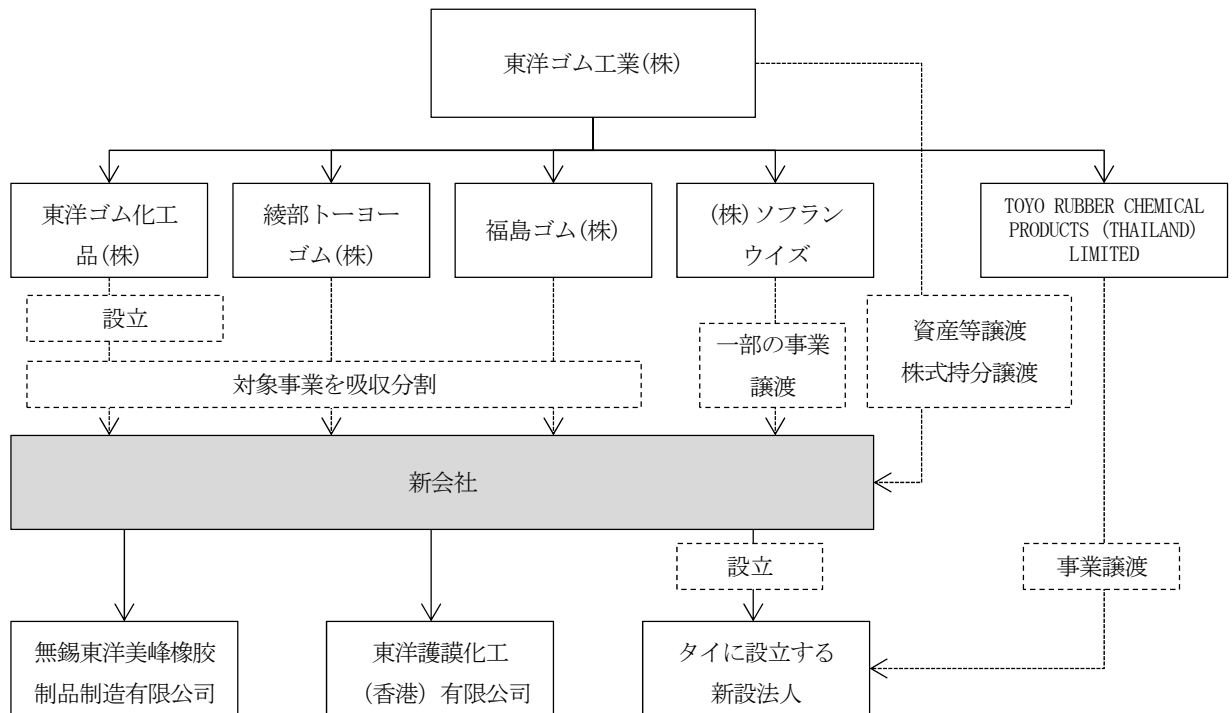 東洋ゴム工業(株)
東洋ゴム化工
品(株)
綾部トーヨー
ゴム(株)
福島ゴム(株)
(株)ソフラン
ウイズ
TOYO RUBBER CHEMICAL
PRODUCTS (THAILAND)
LIMITED
設立
対象事業を吸収分割
一部の事業
譲渡
資産等譲渡
株式持分譲渡
新会社
設立
事業譲渡
無錫東洋美峰橡胶
制品制造有限公司
東洋護謨化工
(香港) 有限公司
タイに設立する
新設法人